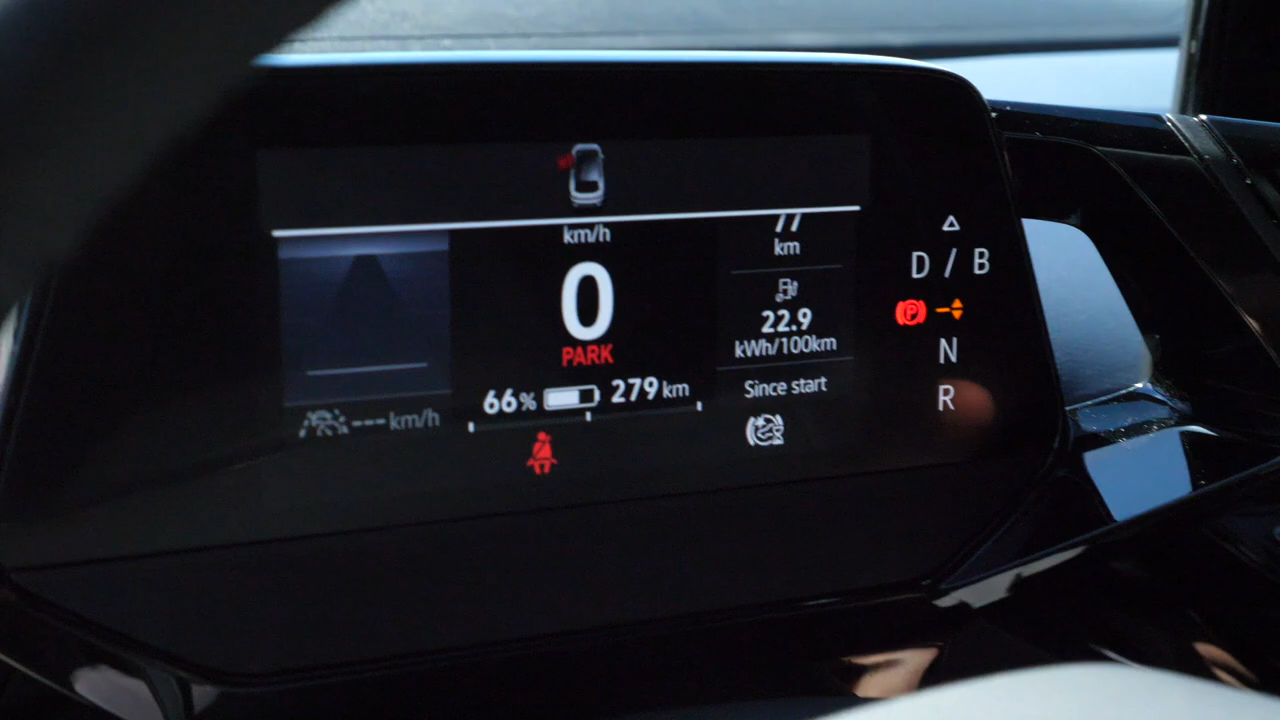 km/h
0
PARK
66% 279 km
--- km/h
km
22.9
kWh/100km
Since start
D / B
P
N
R